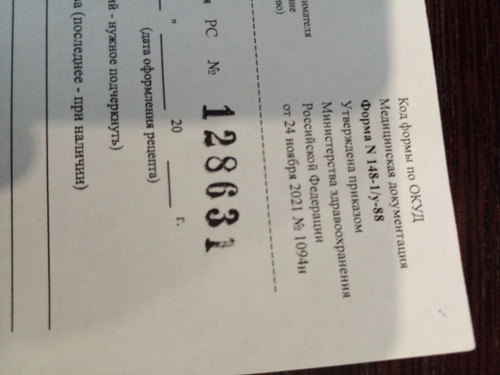 Код формы по ОКУД
Медицинская документация
Форма N 148-1/у-88
Утверждена приказом
Министерства здравоохранения
Российской Федерации
от 24 ноября 2021 № 1094н
имателя
РС № 128631
" 20 г.
(дата оформления рецепта)
нужное подчеркнуть)
(последнее - при наличии)